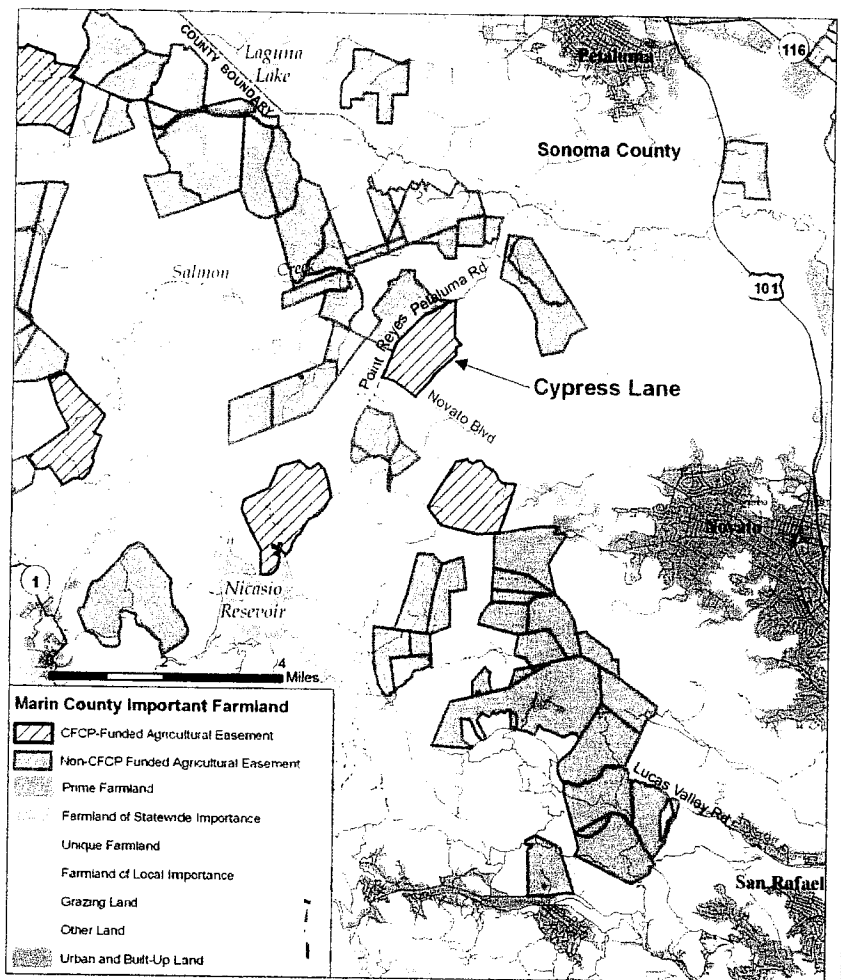 COUNTY BOUNDARY
Laguna
Lake
Petaluma
116
Sonoma County
Salmon
Creek
Point Reyes Petaluma Rd
101
Cypress Lane
Novato Blvd
Novato
1
Nicasio
Resevoir
0 2 4
Miles
Marin County Important Farmland
CFCP-Funded Agricultural Easement
Non-CFCP Funded Agricultural Easement
Prime Farmland
Farmland of Statewide Importance
Unique Farmland
Farmland of Local Importance
Grazing Land
Other Land
Urban and Built-Up Land
Lucas Valley Rd
San Rafael